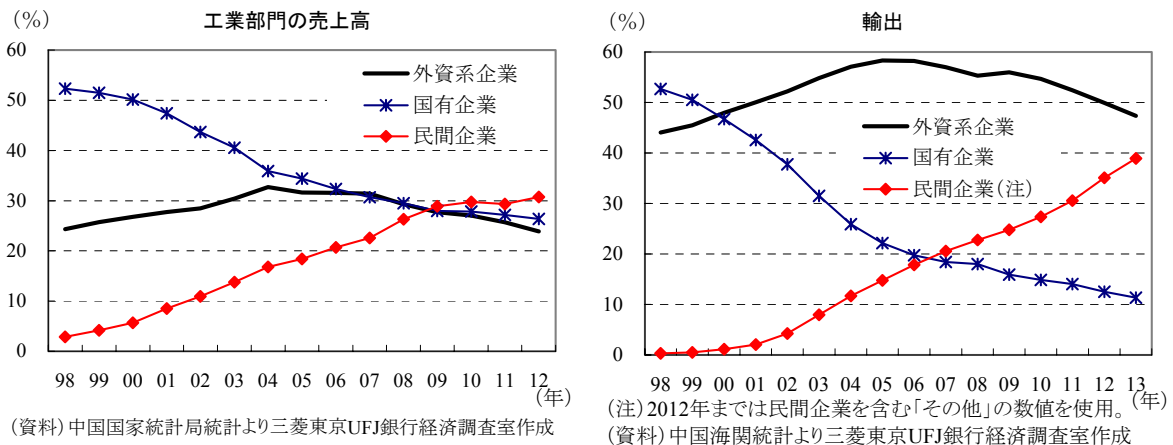 (%)
工業部門の売上高
60
50
40
30
20
10
0
外資系企業
国有企業
民間企業
98 99 00 01 02 03 04 05 06 07 08 09 10 11 12
(年)
(資料)中国国家統計局統計より三菱東京UFJ銀行経済調査室作成
(%)
輸出
60
50
40
30
20
10
0
外資系企業
国有企業
民間企業(注)
98 99 00 01 02 03 04 05 06 07 08 09 10 11 12 13
(年)
(注)2012年までは民間企業を含む「その他」の数値を使用。
(資料)中国海関統計より三菱東京UFJ銀行経済調査室作成